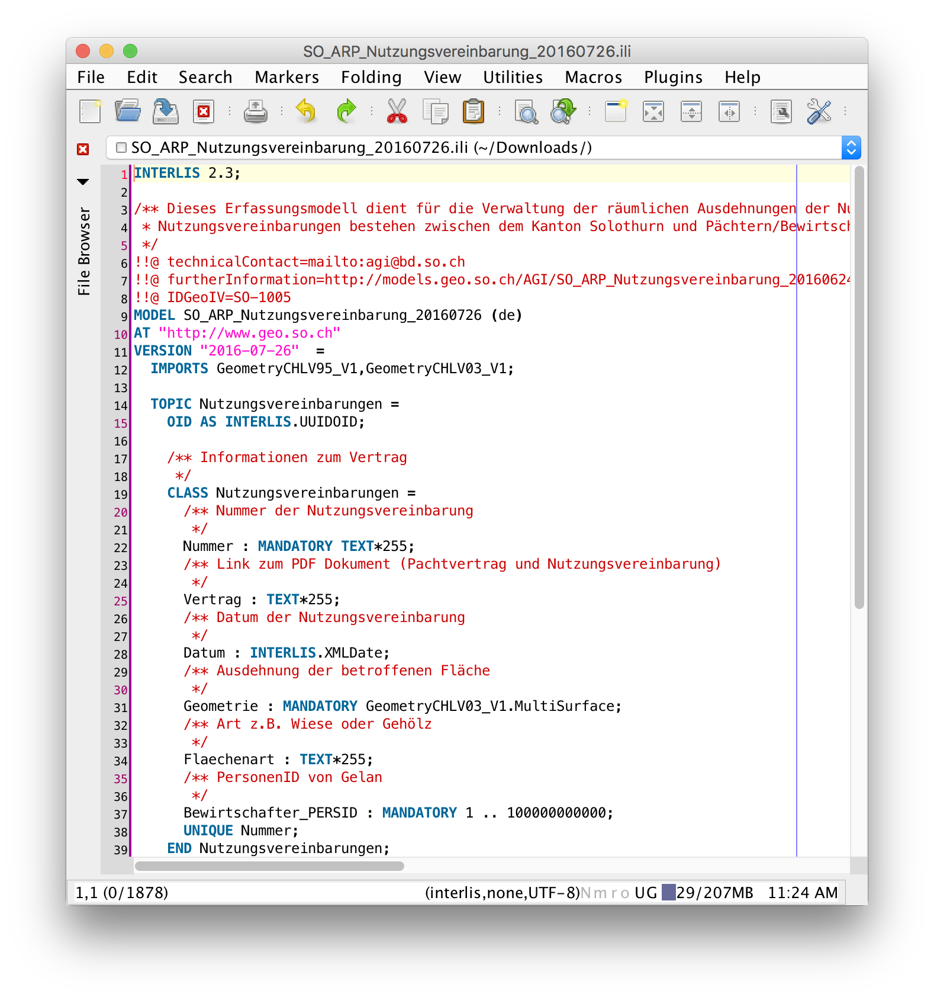 SO_ARP_Nutzungsvereinbarung_20160726.ili
File Edit Search Markers Folding View Utilities Macros Plugins Help
SO_ARP_Nutzungsvereinbarung_20160726.ili (~/Downloads/)
File Browser
1 INTERLIS 2.3;
2
3 /** Dieses Erfassungsmodell dient für die Verwaltung der räumlichen Ausdehnungen der Nu
4 * Nutzungsvereinbarungen bestehen zwischen dem Kanton Solothurn und Pächtern/Bewirtsch
5 */
6 !!@ technicalContact=mailto:agi@bd.so.ch
7 !!@ furtherInformation=http://models.geo.so.ch/AGI/SO_ARP_Nutzungsvereinbarung_20160624
8 !!@ IDGeoIV=SO-1005
9 MODEL SO_ARP_Nutzungsvereinbarung_20160726 (de)
10 AT "http://www.geo.so.ch"
11 VERSION "2016-07-26"  =
12 IMPORTS GeometryCHLV95_V1,GeometryCHLV03_V1;
13
14 TOPIC Nutzungsvereinbarungen =
15 OID AS INTERLIS.UUIDOID;
16
17 /** Informationen zum Vertrag
18 */
19 CLASS Nutzungsvereinbarungen =
20 /** Nummer der Nutzungsvereinbarung
21 */
22 Nummer : MANDATORY TEXT*255;
23 /** Link zum PDF Dokument (Pachtvertrag und Nutzungsvereinbarung)
24 */
25 Vertrag : TEXT*255;
26 /** Datum der Nutzungsvereinbarung
27 */
28 Datum : INTERLIS.XMLDate;
29 /** Ausdehnung der betroffenen Fläche
30 */
31 Geometrie : MANDATORY GeometryCHLV03_V1.MultiSurface;
32 /** Art z.B. Wiese oder Gehölz
33 */
34 Flaechenart : TEXT*255;
35 /** PersonenID von Gelan
36 */
37 Bewirtschafter_PERSID : MANDATORY 1 .. 100000000000;
38 UNIQUE Nummer;
39 END Nutzungsvereinbarungen;
1,1 (0/1878) (interlis,none,UTF-8)Nmro UG 29/207MB 11:24 AM